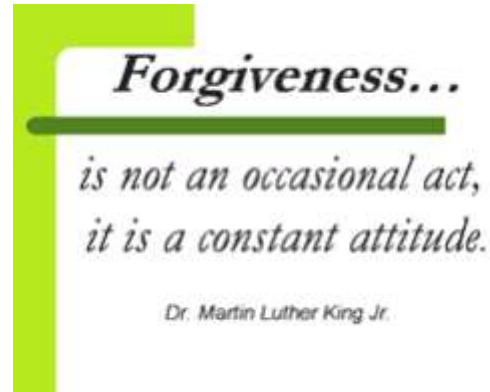 Forgiveness...
is not an occasional act,
it is a constant attitude.
Dr. Martin Luther King Jr.